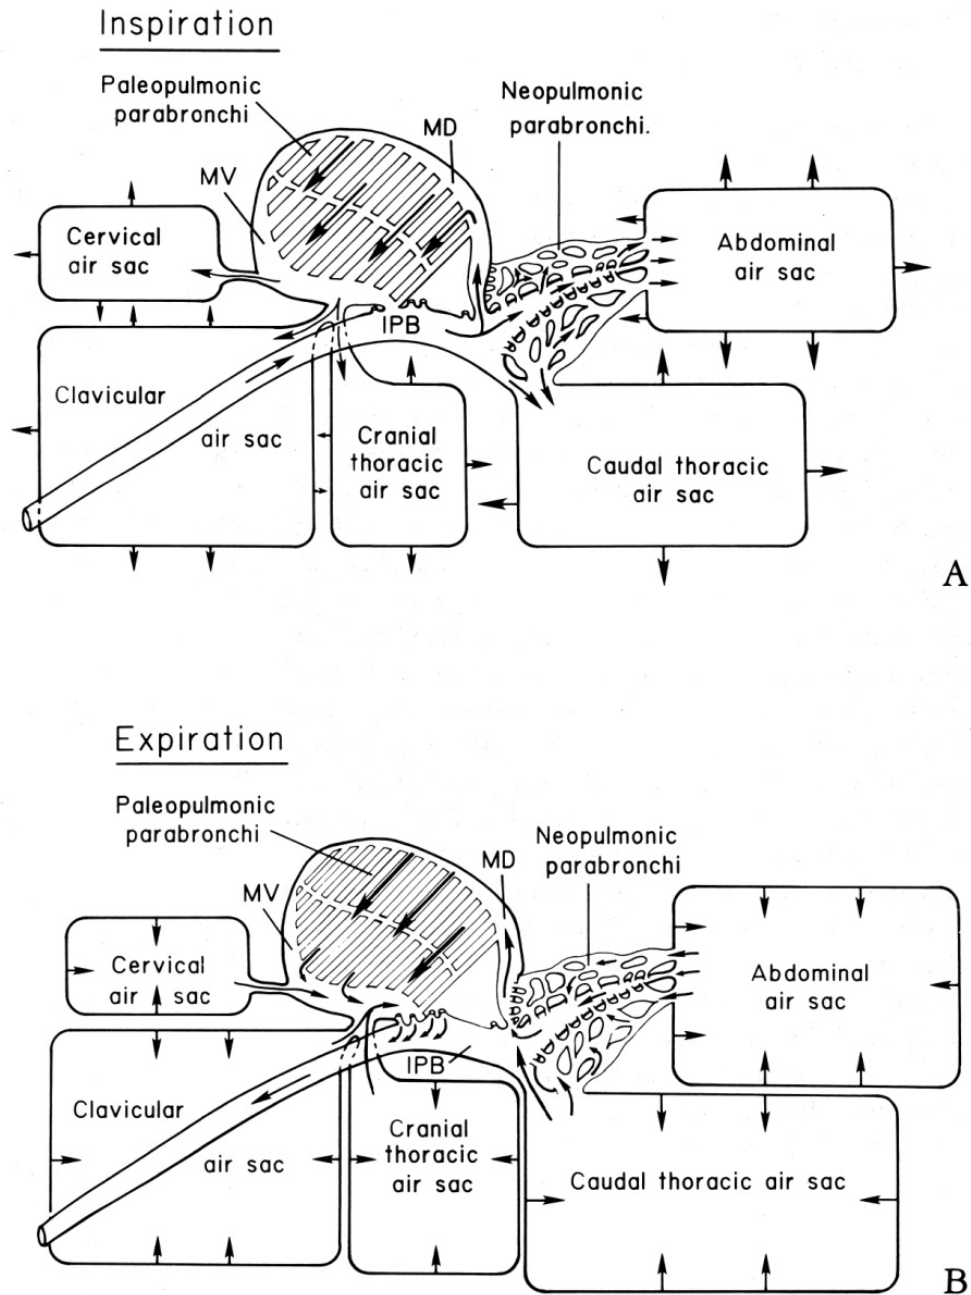 Inspiration
Paleopulmonic
parabronchi
MD
Neopulmonic
parabronchi.
MV
Cervical
air sac
Abdominal
air sac
IPB
Clavicular
air sac
Cranial
thoracic
air sac
Caudal thoracic
air sac
A
Expiration
Paleopulmonic
parabronchi
MD
Neopulmonic
parabronchi
MV
Cervical
air sac
Abdominal
air sac
IPB
Clavicular
air sac
Cranial
thoracic
air sac
Caudal thoracic air sac
B